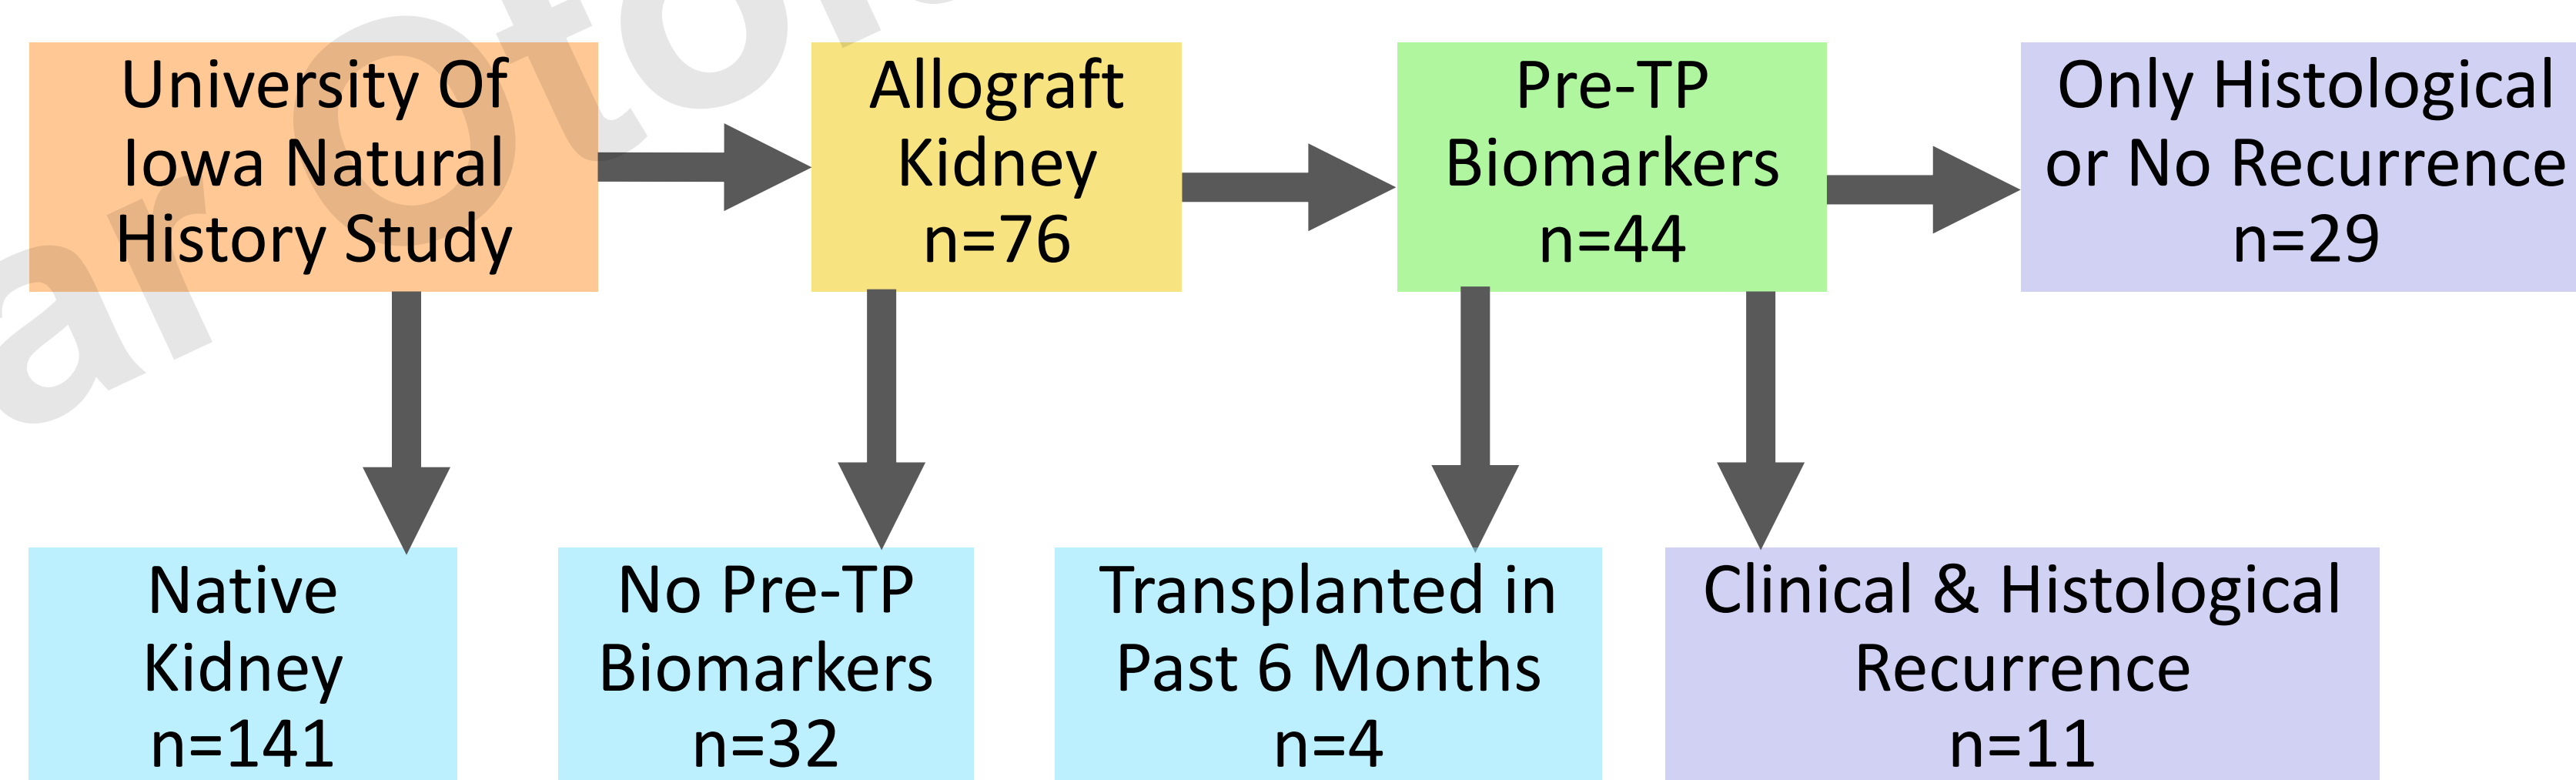 University Of
Iowa Natural
History Study
Allograft
Kidney
n=76
Pre-TP
Biomarkers
n=44
Only Histological
or No Recurrence
n=29
Native
Kidney
n=141
No Pre-TP
Biomarkers
n=32
Transplanted in
Past 6 Months
n=4
Clinical & Histological
Recurrence
n=11